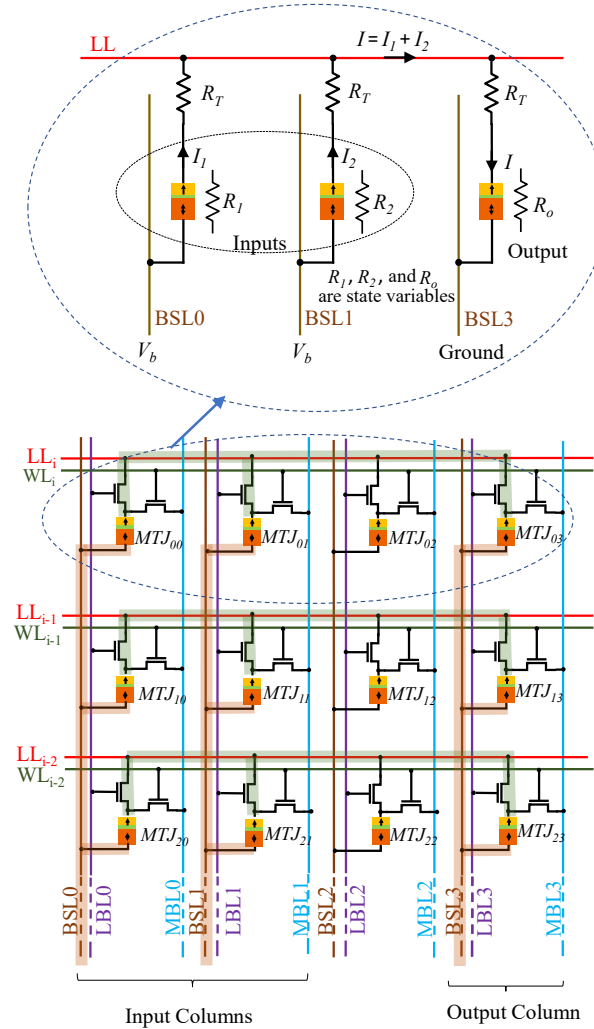 I = I1 + I2
LL
RT
RT
RT
I1
I2
I
R1
R2
Ro
Inputs
Output
R1, R2, and Ro
are state variables
BSL0
BSL1
BSL3
Vb
Vb
Ground
LLi
WLi
MTJ00
MTJ01
MTJ02
MTJ03
LLi-1
WLi-1
MTJ10
MTJ11
MTJ12
MTJ13
LLi-2
WLi-2
MTJ20
MTJ21
MTJ22
MTJ23
BSL0
LBL0
MBL0
BSL1
LBL1
MBL1
BSL2
LBL2
MBL2
BSL3
LBL3
MBL3
Input Columns
Output Column